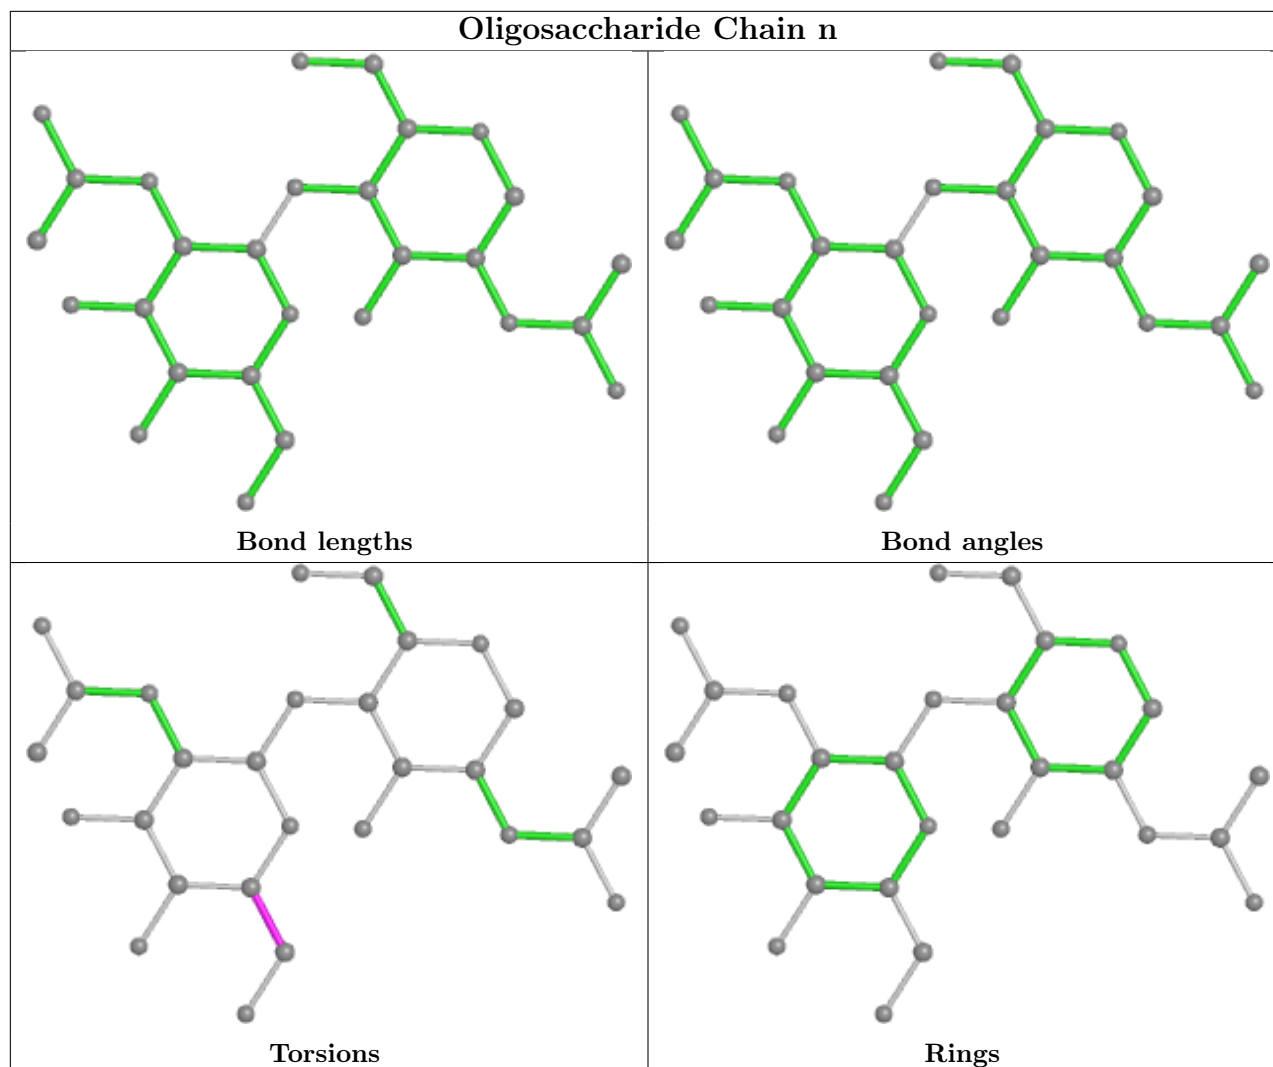 Oligosaccharide Chain n
Bond lengths
Bond angles
Torsions
Rings